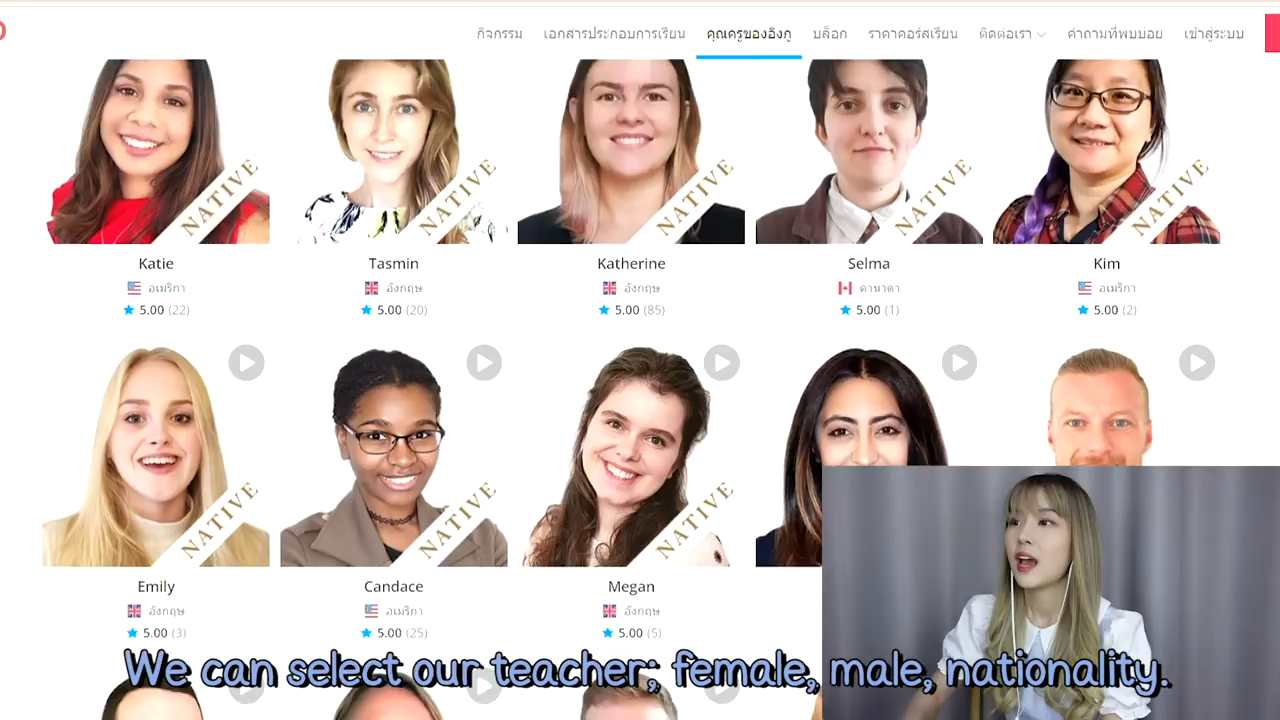 กิจกรรม เอกสารประกอบการเรียน คุณครูของอิงกู บล็อก ราคาคอร์สเรียน ติดต่อเรา คำถามที่พบบ่อย เข้าสู่ระบบ
NATIVE NATIVE NATIVE NATIVE NATIVE
Katie Tasmin Katherine Selma Kim
อเมริกา อังกฤษ อังกฤษ คานาดา อเมริกา
5.00 (22) 5.00 (20) 5.00 (85) 5.00 (1) 5.00 (2)
NATIVE NATIVE NATIVE
Emily Candace Megan
อังกฤษ อเมริกา อังกฤษ
5.00 (3) 5.00 (25) 5.00 (5)
We can select our teacher; female, male, nationality.